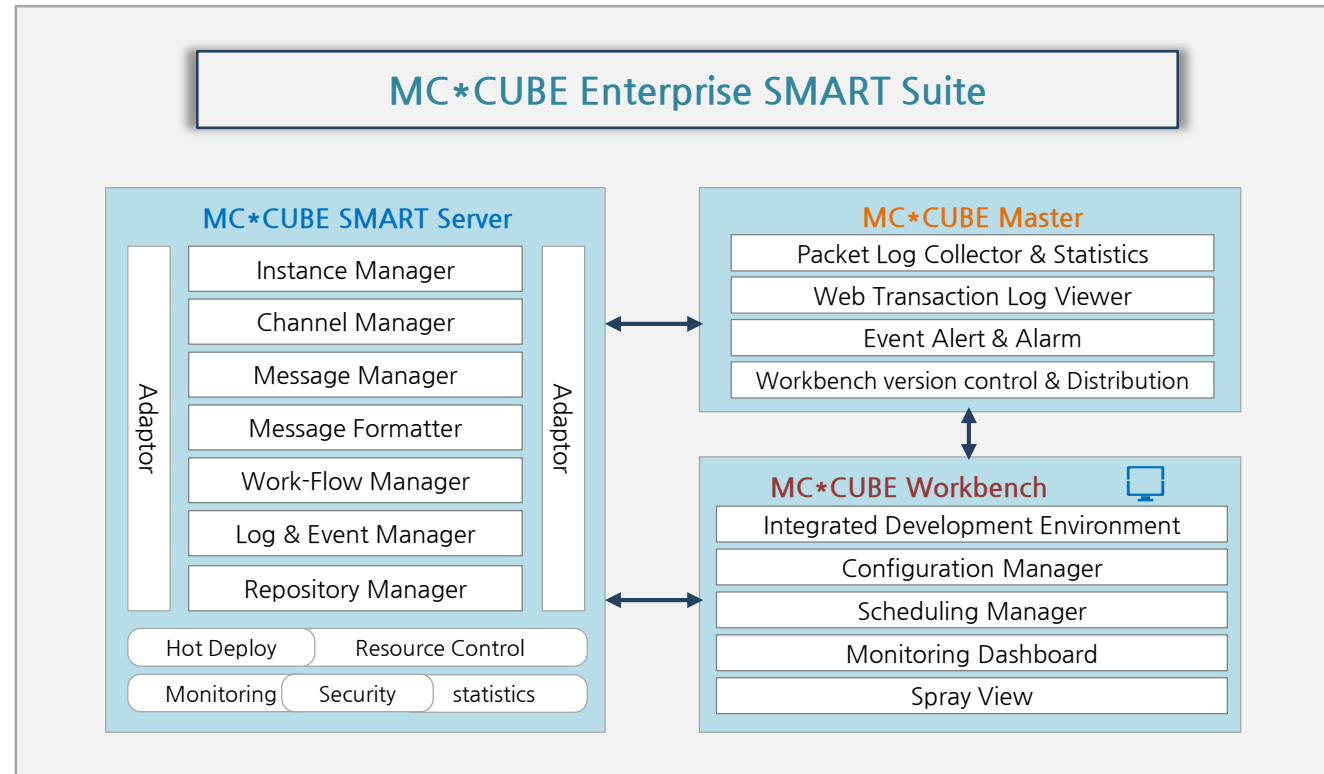 MC*CUBE Enterprise SMART Suite
MC*CUBE SMART Server
Adaptor
Instance Manager
Channel Manager
Message Manager
Message Formatter
Work-Flow Manager
Log & Event Manager
Repository Manager
Adaptor
Hot Deploy
Resource Control
Monitoring
Security
statistics
MC*CUBE Master
Packet Log Collector & Statistics
Web Transaction Log Viewer
Event Alert & Alarm
Workbench version control & Distribution
MC*CUBE Workbench
Integrated Development Environment
Configuration Manager
Scheduling Manager
Monitoring Dashboard
Spray View